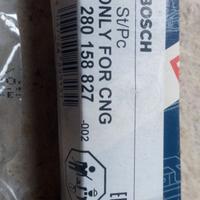 BOSCH
St/Pc
ONLY FOR CNG
280 158 827
-002